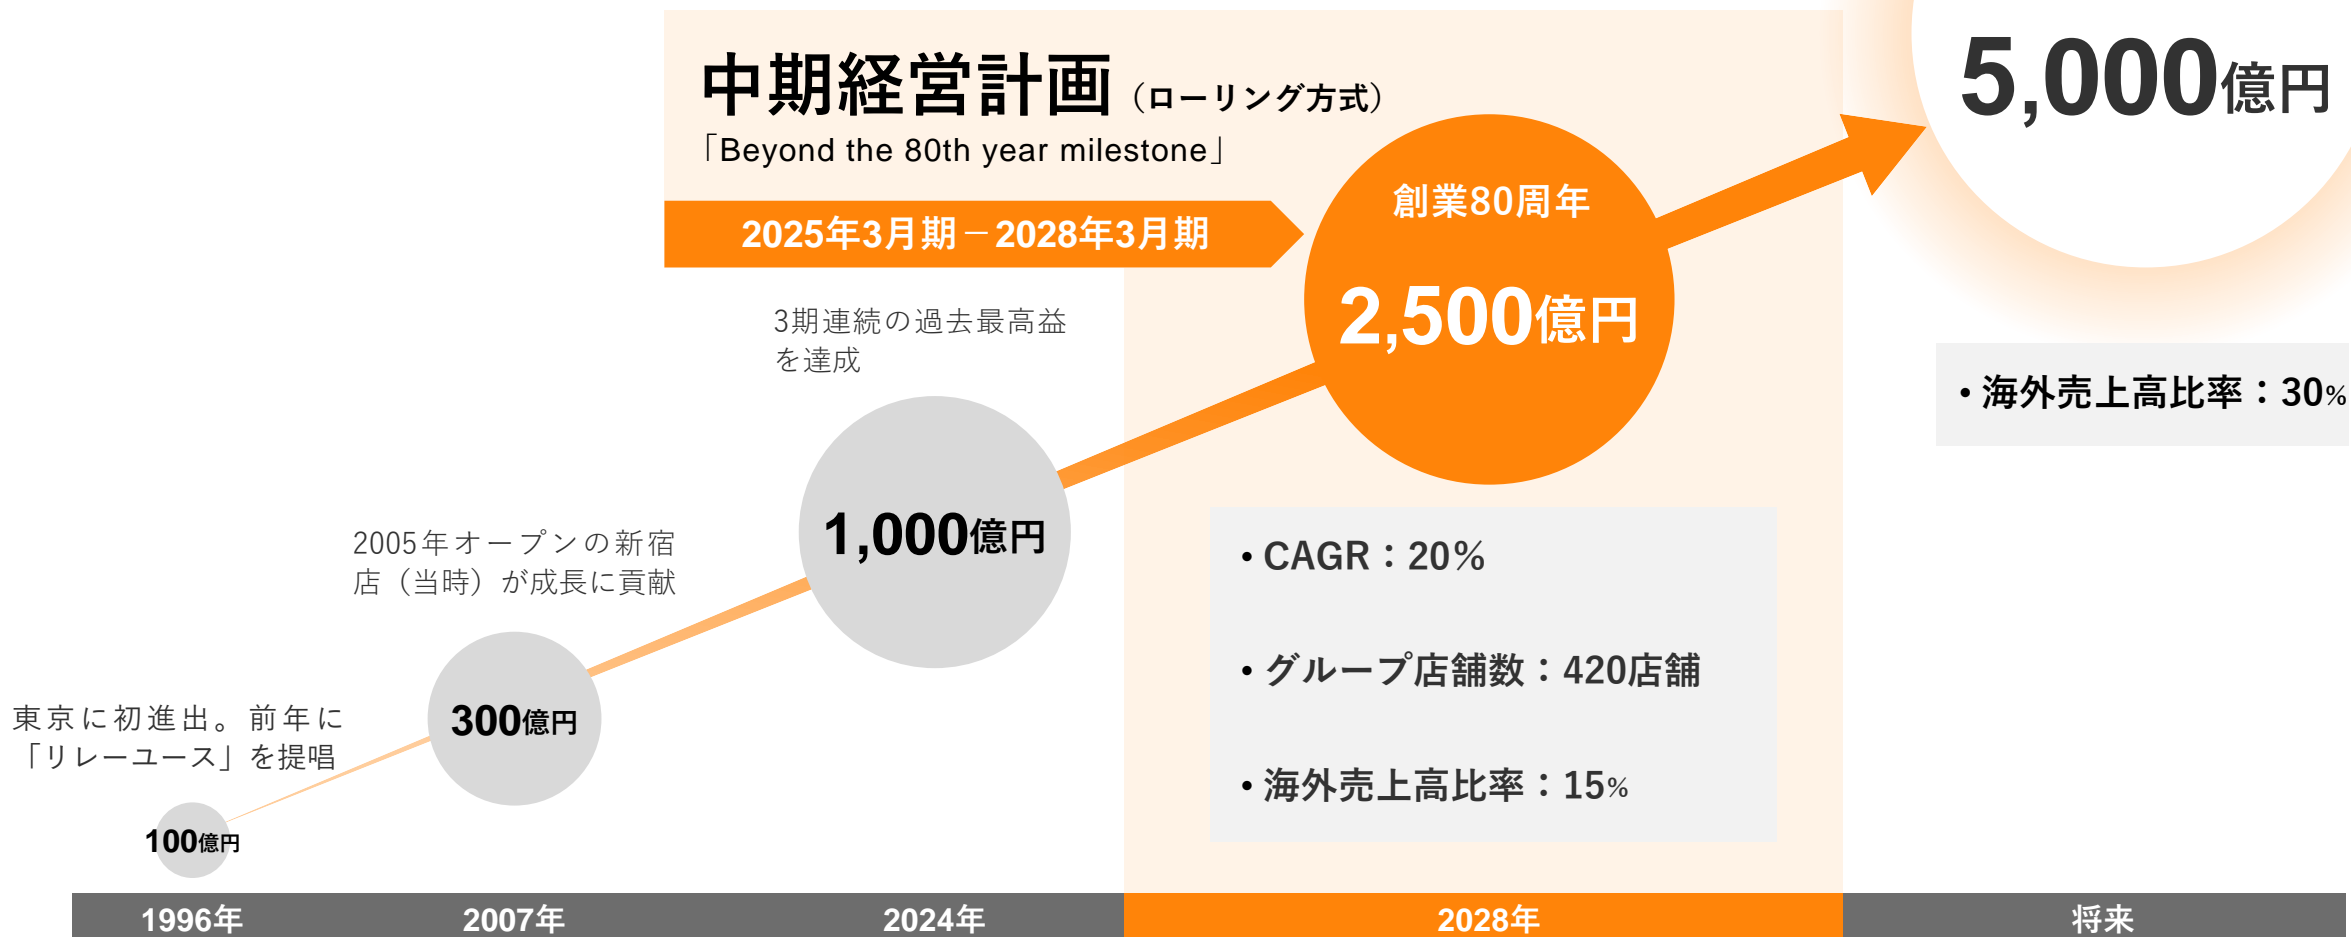 中期経営計画（ローリング方式）
「Beyond the 80th year milestone」
2025年3月期－2028年3月期
5,000億円
創業80周年
2,500億円
3期連続の過去最高益
を達成
・海外売上高比率：30%
1,000億円
2005年オープンの新宿
店（当時）が成長に貢献
・CAGR：20%
・グループ店舗数：420店舗
・海外売上高比率：15%
300億円
東京に初進出。前年に
「リレーユース」を提唱
100億円
1996年
2007年
2024年
2028年
将来